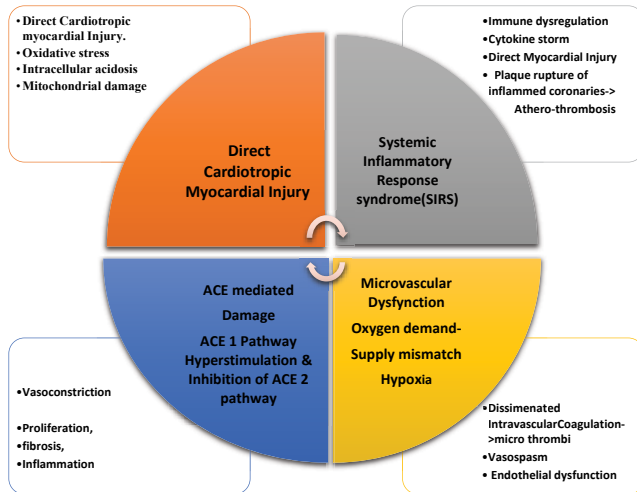 • Direct Cardiotropic
myocardial Injury.
• Oxidative stress
• Intracellular acidosis
• Mitochondrial damage
• Immune dysregulation
• Cytokine storm
• Direct Myocardial Injury
• Plaque rupture of
inflammed coronaries->
Athero-thrombosis
Direct
Cardiotropic
Myocardial Injury
Systemic
Inflammatory
Response
syndrome(SIRS)
ACE mediated
Damage
ACE 1 Pathway
Hyperstimulation &
Inhibition of ACE 2
pathway
Microvascular
Dysfynction
Oxygen demand-
Supply mismatch
Hypoxia
•Vasoconstriction
•Proliferation,
•fibrosis,
•Inflammation
•Dissimenated
IntravascularCoagulation-
>micro thrombi
•Vasospasm
• Endothelial dysfunction